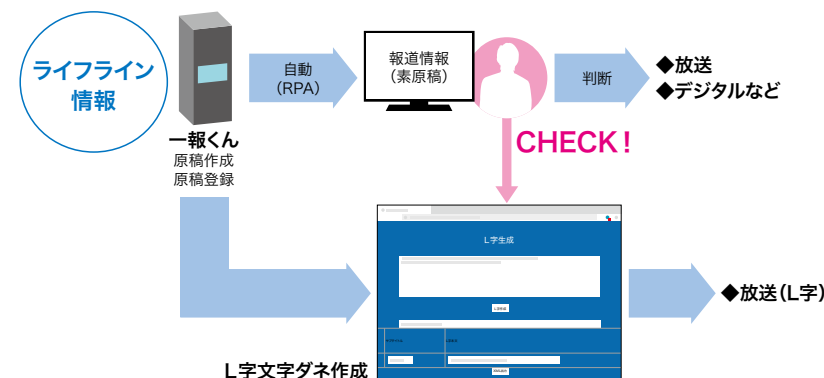 ライフライン
情報
一報くん
原稿作成
原稿登録
自動
（RPA）
報道情報
（素原稿）
判断
◆放送
◆デジタルなど
CHECK！
L字生成
◆放送（L字）
L字文字ダネ作成